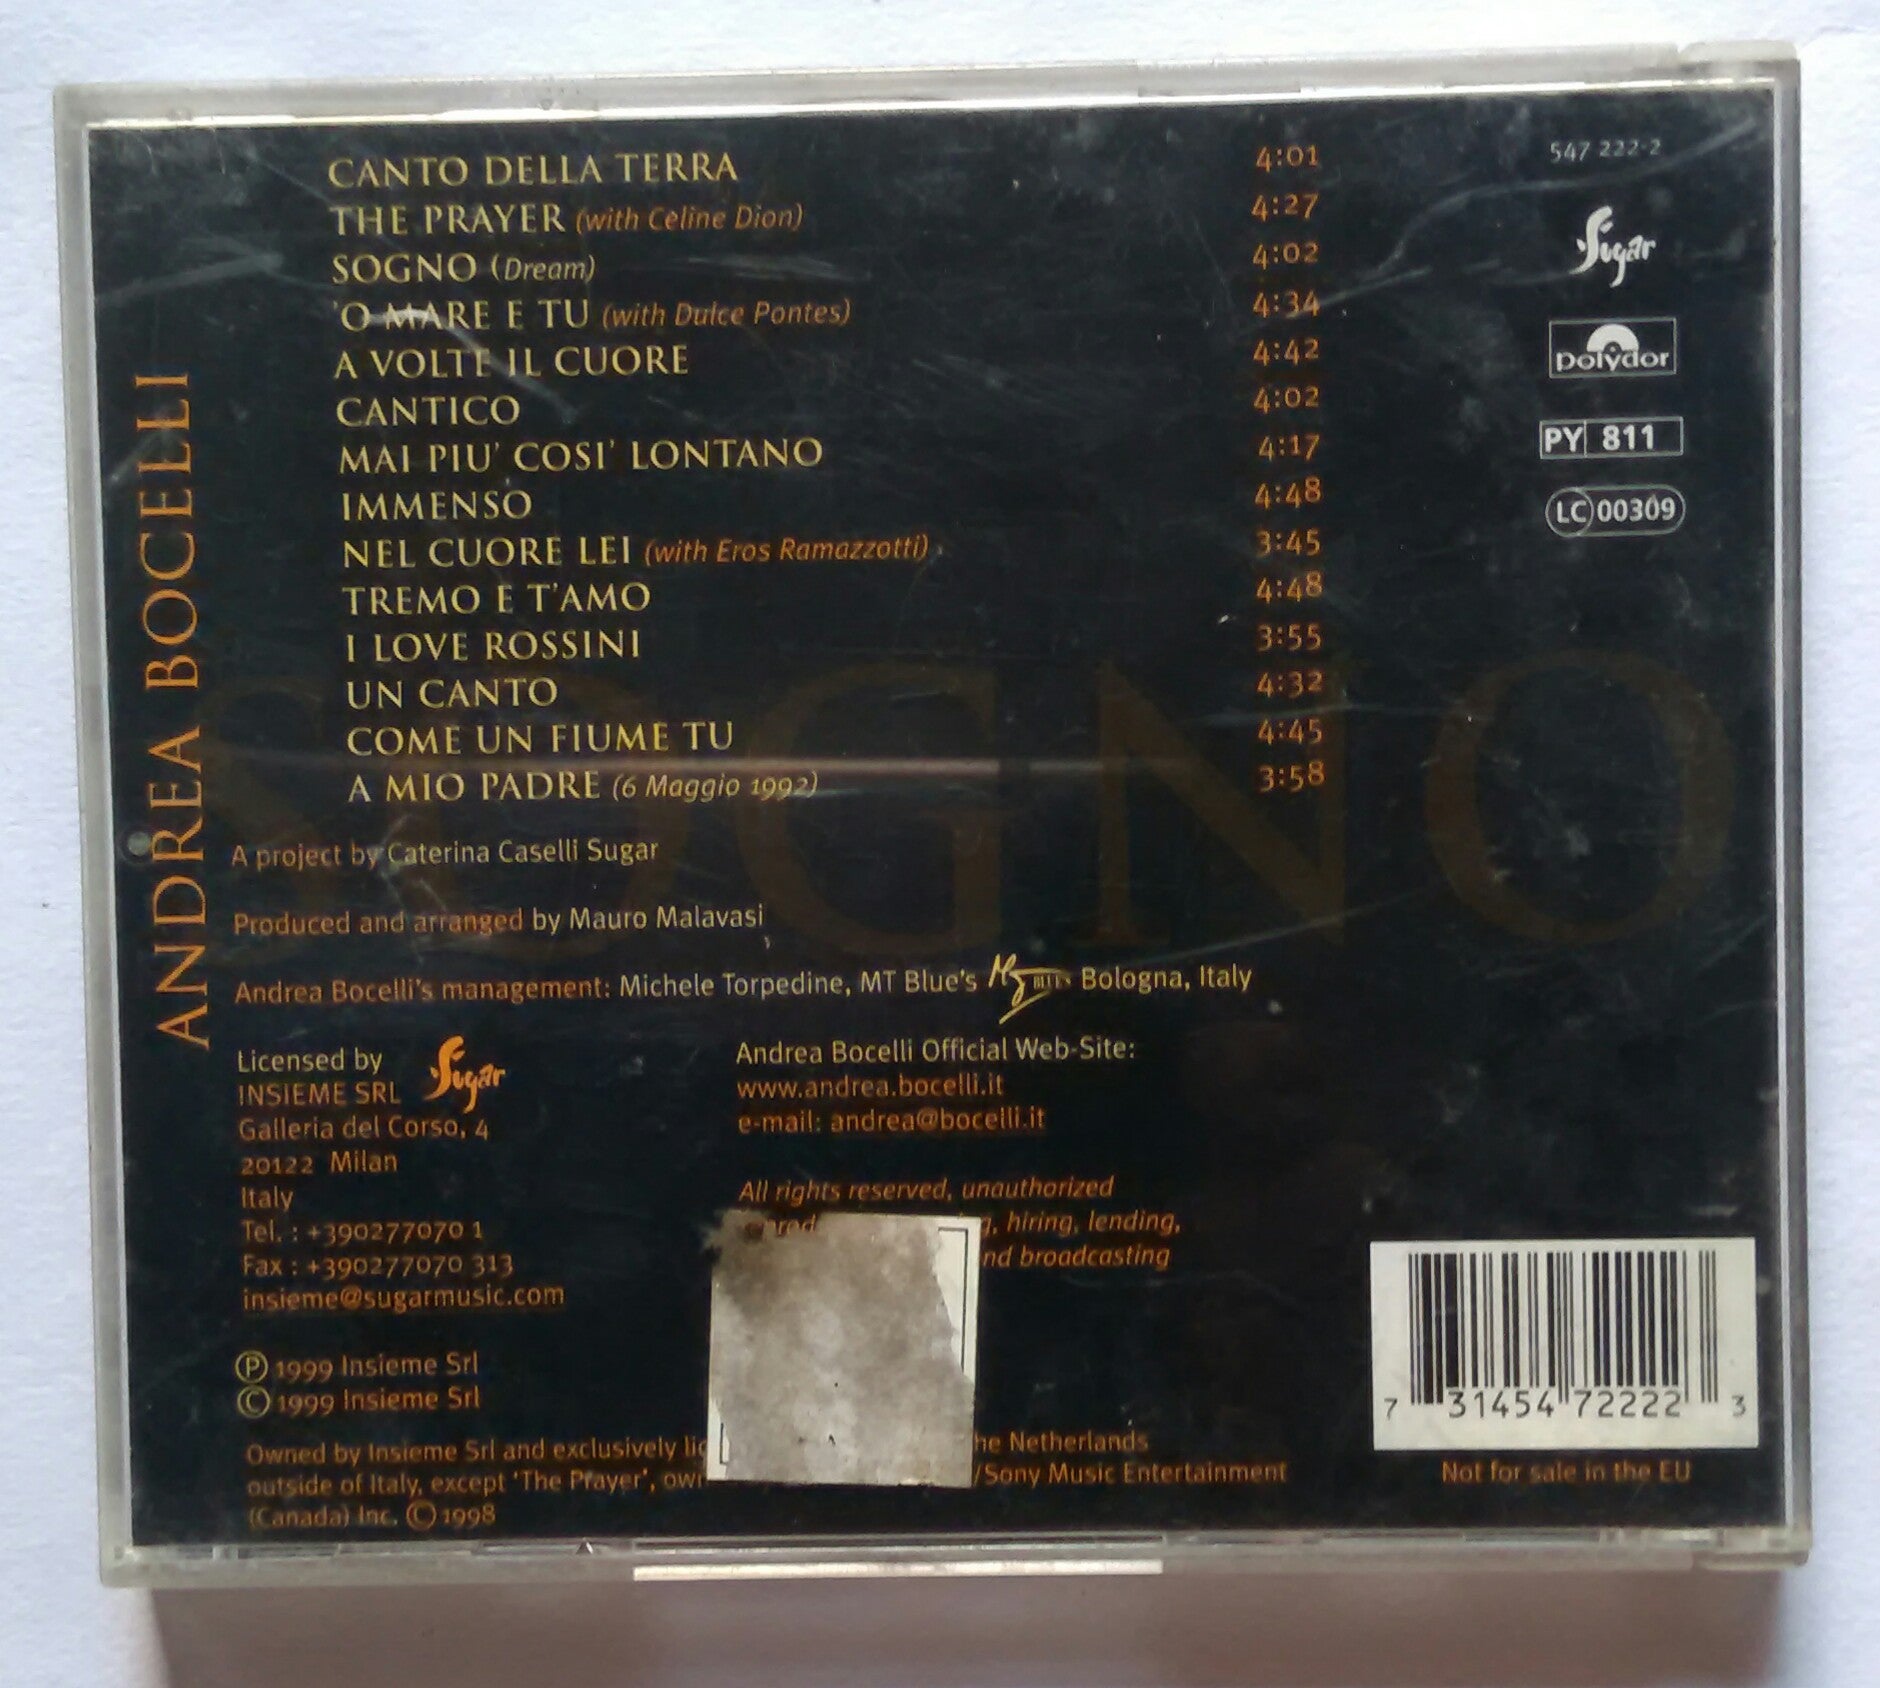 CANTO DELLA TERRA 4:01
THE PRAYER (with Celine Dion) 4:27
SOGNO (Dream) 4:02
'O MARE E TU (with Dulce Pontes) 4:34
A VOLTE IL CUORE 4:42
CANTICO 4:02
MAI PIU' COSI' LONTANO 4:17
IMMENSO 4:48
NEL CUORE LEI (with Eros Ramazzotti) 3:45
TREMO E T'AMO 4:48
I LOVE ROSSINI 3:55
UN CANTO 4:32
COME UN FIUME TU 4:45
A MIO PADRE (6 Maggio 1992) 3:58
547 222-2
Sugar
polydor
PY 811
LC 00309
ANDREA BOCELLI
SOGNO
A project by Caterina Caselli Sugar
Produced and arranged by Mauro Malavasi
Andrea Bocelli's management: Michele Torpedine, MT Blue's Bologna, Italy
Licensed by
INSIEME SRL
Sugar
Galleria del Corso, 4
20122 Milan
Italy
Tel. : +390277070 1
Fax : +390277070 313
insieme@sugarmusic.com
Andrea Bocelli Official Web-Site:
www.andrea.bocelli.it
e-mail: andrea@bocelli.it
All rights reserved, unauthorized
hiring, lending,
broadcasting
Ⓟ 1999 Insieme Srl
© 1999 Insieme Srl
Owned by Insieme Srl and exclusively Netherlands
outside of Italy, except 'The Prayer', /Sony Music Entertainment
(Canada) Inc. © 1998
7 31454 72222 3
Not for sale in the EU